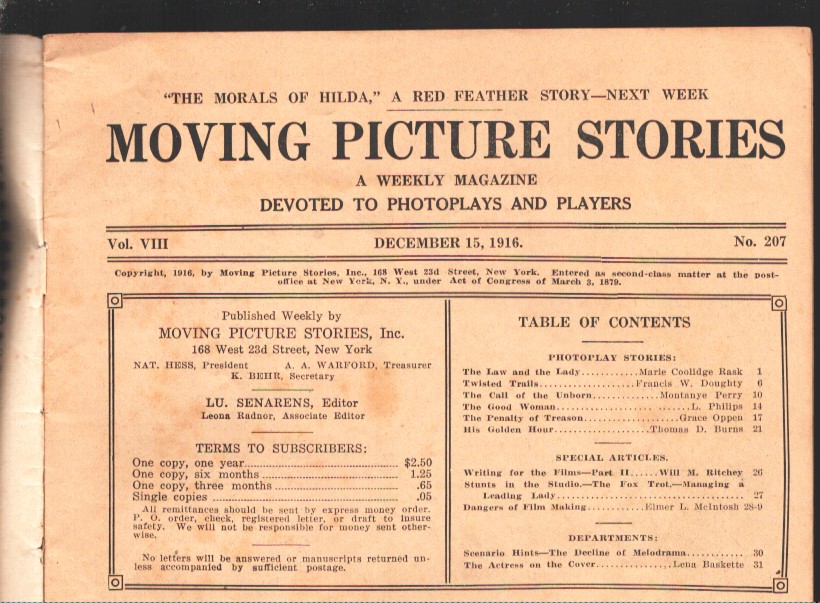 "THE MORALS OF HILDA," A RED FEATHER STORY—NEXT WEEK
MOVING PICTURE STORIES
A WEEKLY MAGAZINE
DEVOTED TO PHOTOPLAYS AND PLAYERS
Vol. VIII DECEMBER 15, 1916. No. 207
Copyright, 1916, by Moving Picture Stories, Inc., 168 West 23d Street, New York. Entered as second-class matter at the post-
office at New York, N. Y., under Act of Congress of March 3, 1879.
Published Weekly by
MOVING PICTURE STORIES, Inc.
168 West 23d Street, New York
NAT. HESS, President A. A. WARFORD, Treasurer
K. BEHR, Secretary
LU. SENARENS, Editor
Leona Radnor, Associate Editor
TERMS TO SUBSCRIBERS:
One copy, one year.......................................... $2.50
One copy, six months ...................................... 1.25
One copy, three months ................................... .65
Single copies ................................................... .05
All remittances should be sent by express money order.
P. O. order, check, registered letter, or draft to insure
safety. We will not be responsible for money sent other-
wise.
No letters will be answered or manuscripts returned un-
less accompanied by sufficient postage.
TABLE OF CONTENTS
PHOTOPLAY STORIES:
The Law and the Lady............Marie Coolidge Rask 1
Twisted Trails...................Francis W. Doughty 6
The Call of the Unborn..............Montanye Perry 10
The Good Woman..........................L. Philips 14
The Penalty of Treason................Grace Oppen 17
His Golden Hour...................Thomas D. Burns 21
SPECIAL ARTICLES.
Writing for the Films—Part II......Will M. Ritchey 26
Stunts in the Studio.—The Fox Trot.—Managing a
Leading Lady...................................... 27
Dangers of Film Making............Elmer L. McIntosh 28-9
DEPARTMENTS:
Scenario Hints—The Decline of Melodrama............ 30
The Actress on the Cover................Lena Baskette 31